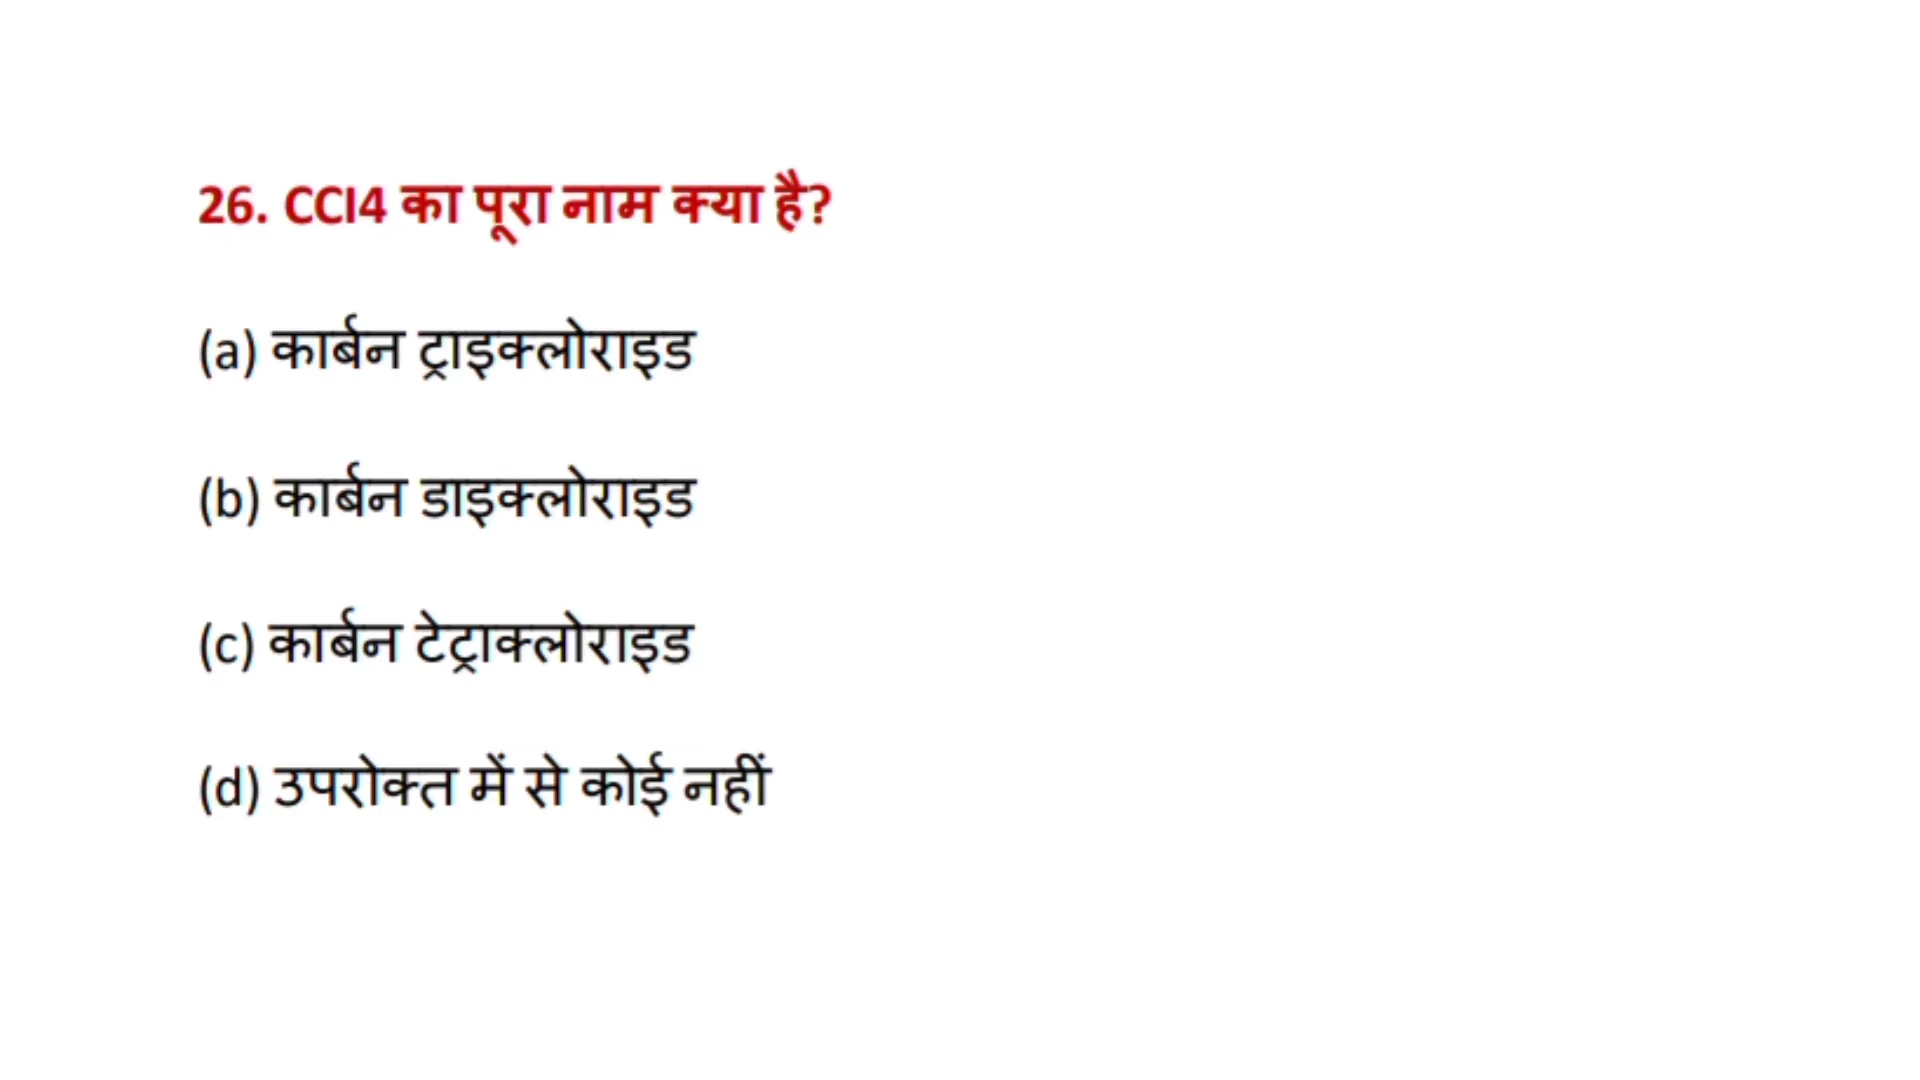 26. CCl4 का पूरा नाम क्या है?
(a) कार्बन ट्राइक्लोराइड
(b) कार्बन डाइक्लोराइड
(c) कार्बन टेट्राक्लोराइड
(d) उपरोक्त में से कोई नहीं